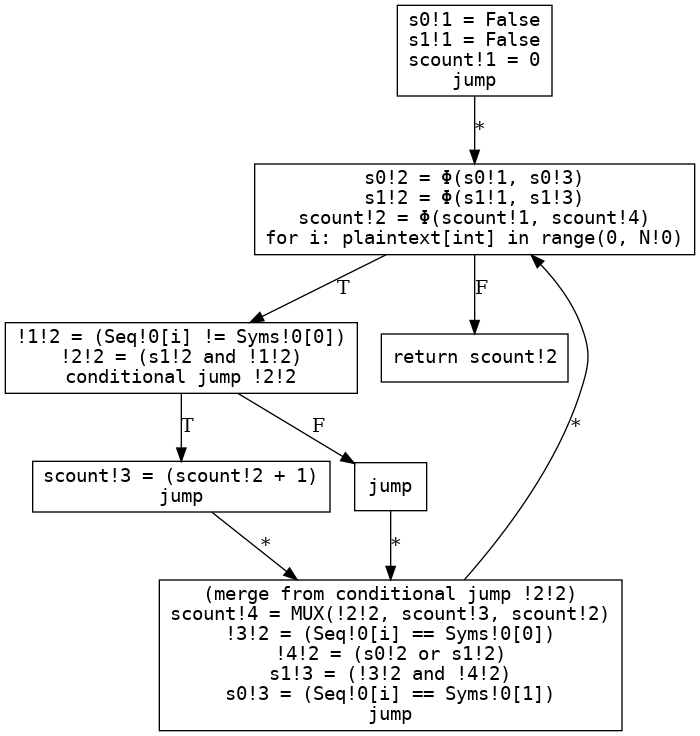 s0!1 = False
s1!1 = False
scount!1 = 0
jump
*
s0!2 = Φ(s0!1, s0!3)
s1!2 = Φ(s1!1, s1!3)
scount!2 = Φ(scount!1, scount!4)
for i: plaintext[int] in range(0, N!0)
T
F
!1!2 = (Seq!0[i] != Syms!0[0])
!2!2 = (s1!2 and !1!2)
conditional jump !2!2
return scount!2
T
F
*
scount!3 = (scount!2 + 1)
jump
jump
*
*
(merge from conditional jump !2!2)
scount!4 = MUX(!2!2, scount!3, scount!2)
!3!2 = (Seq!0[i] == Syms!0[0])
!4!2 = (s0!2 or s1!2)
s1!3 = (!3!2 and !4!2)
s0!3 = (Seq!0[i] == Syms!0[1])
jump